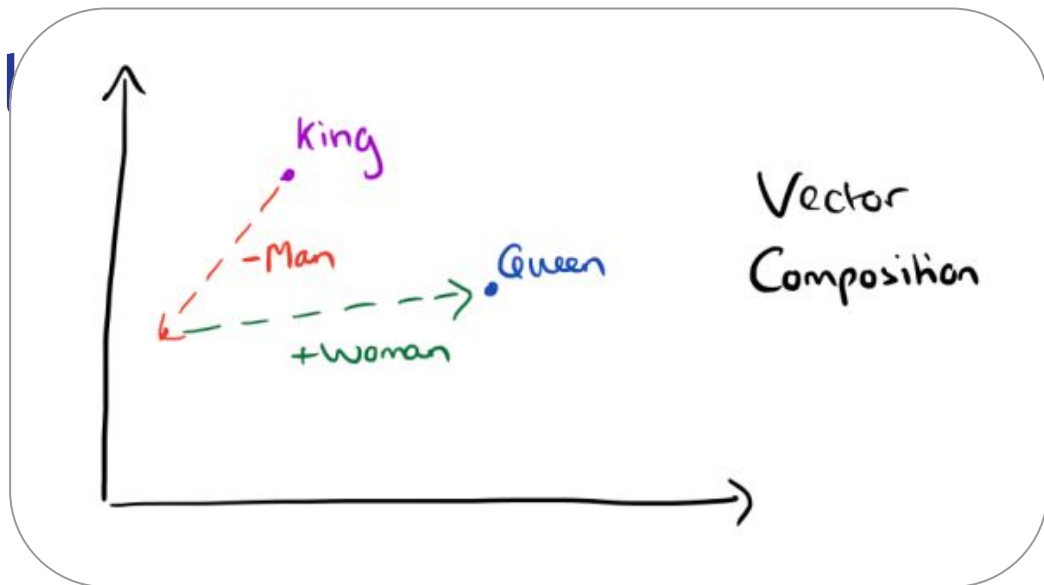 King
-Man
Queen
+Woman
Vector
Composition